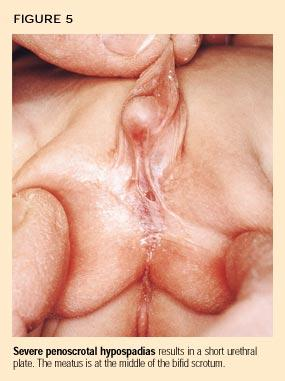 FIGURE 5
Severe penoscrotal hypospadias results in a short urethral
plate. The meatus is at the middle of the bifid scrotum.